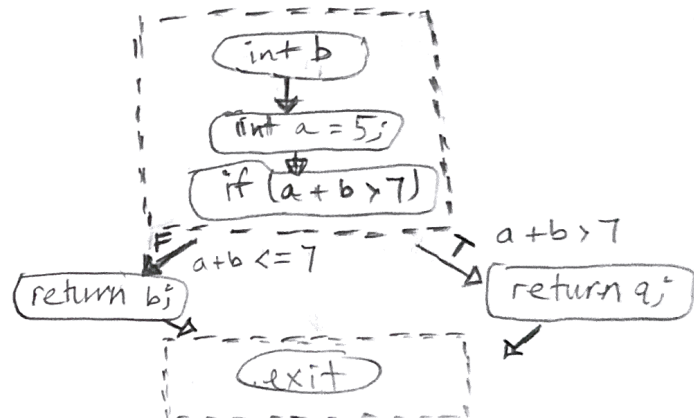 int b
int a = 5;
if (a + b > 7)
F
T
a + b > 7
a+b <= 7
return b;
return a;
exit